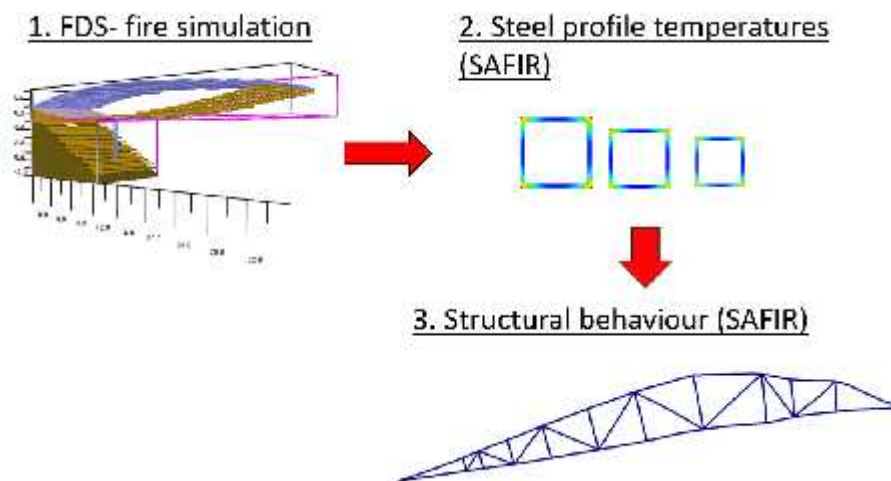 1. FDS- fire simulation
2. Steel profile temperatures
(SAFIR)
3. Structural behaviour (SAFIR)